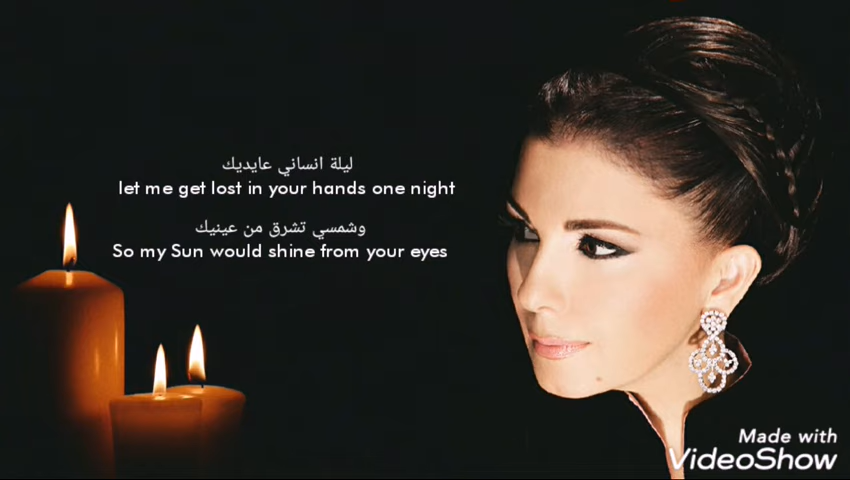 ليلة انساني عايديك
let me get lost in your hands one night
وشمسي تشرق من عينيك
So my Sun would shine from your eyes
Made with
VideoShow